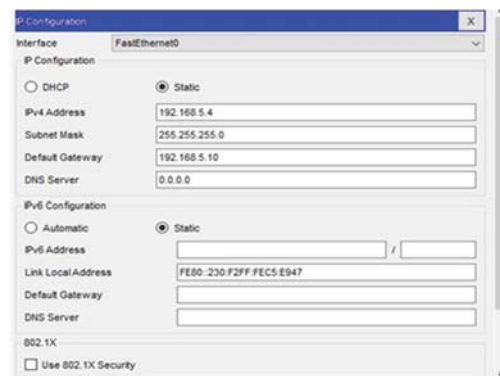 IP Configuration X
Interface FastEthernet0
IP Configuration
DHCP Static
IPv4 Address 192.168.5.4
Subnet Mask 255.255.255.0
Default Gateway 192.168.5.10
DNS Server 0.0.0.0
IPv6 Configuration
Automatic Static
IPv6 Address /
Link Local Address FE80::230:F2FF:FEC5:E947
Default Gateway
DNS Server
802.1X
Use 802.1X Security